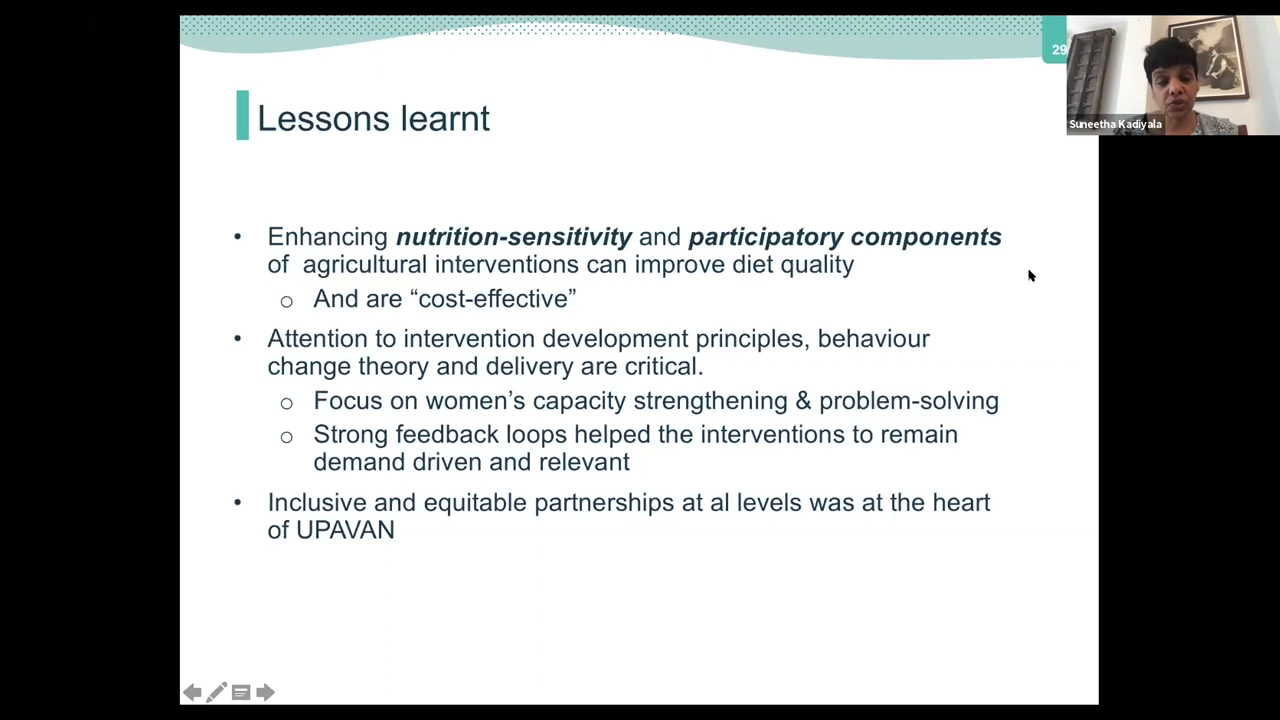 29
Suneetha Kadiyala
Lessons learnt
• Enhancing nutrition-sensitivity and participatory components
of agricultural interventions can improve diet quality
o And are “cost-effective”
• Attention to intervention development principles, behaviour
change theory and delivery are critical.
o Focus on women’s capacity strengthening & problem-solving
o Strong feedback loops helped the interventions to remain
demand driven and relevant
• Inclusive and equitable partnerships at al levels was at the heart
of UPAVAN